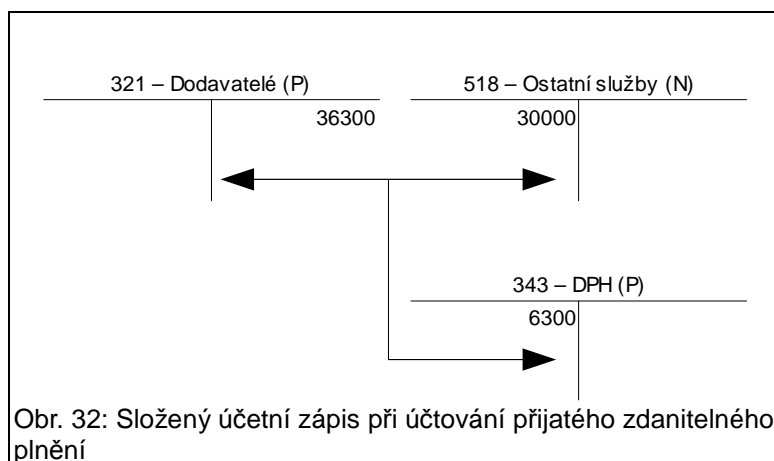 321 – Dodavatelé (P)
518 – Ostatní služby (N)
36300
30000
343 – DPH (P)
6300
Obr. 32: Složený účetní zápis při účtování přijatého zdanitelného
plnění